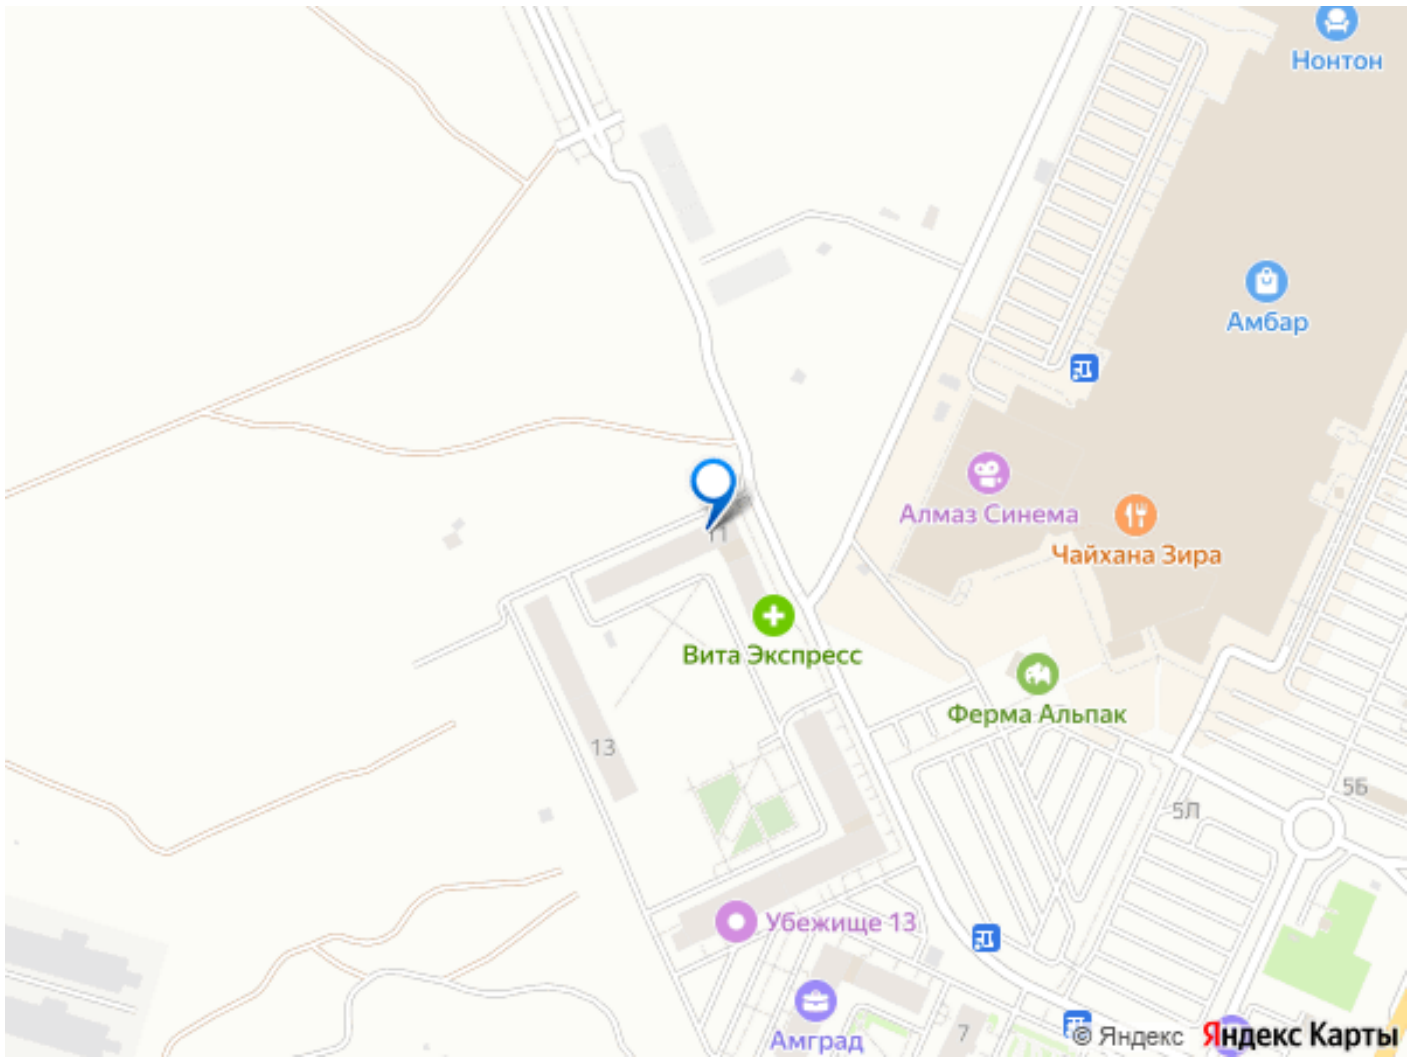 Нонтон
Амбар
Алмаз Синема
Чайхана Зира
11
Вита Экспресс
Ферма Альпак
13
5Б
5Л
Убежище 13
Амград
7
© Яндекс Яндекс Карты